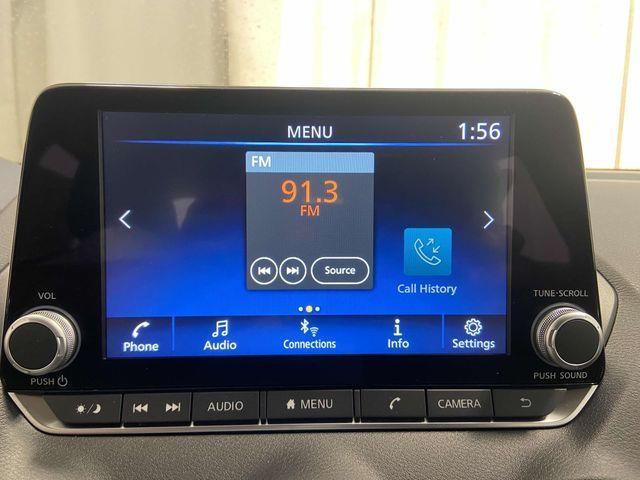 MENU 1:56
FM
91.3
FM
Source
Call History
Phone Audio Connections Info Settings
VOL
PUSH
TUNE·SCROLL
PUSH SOUND
AUDIO MENU CAMERA